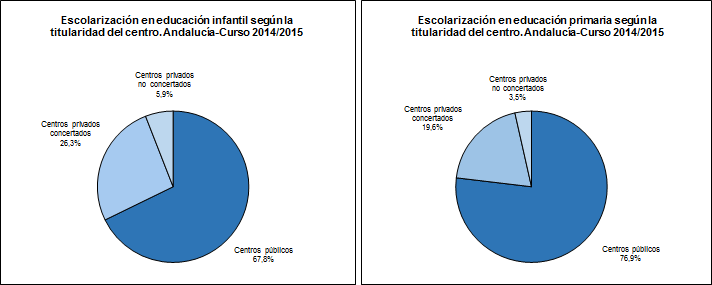 Escolarización en educación infantil según la
titularidad del centro. Andalucía-Curso 2014/2015
Centros privados
no concertados
5,9%
Centros privados
concertados
26,3%
Centros públicos
67,8%
Escolarización en educación primaria según la
titularidad del centro. Andalucía-Curso 2014/2015
Centros privados
no concertados
3,5%
Centros privados
concertados
19,6%
Centros públicos
76,9%